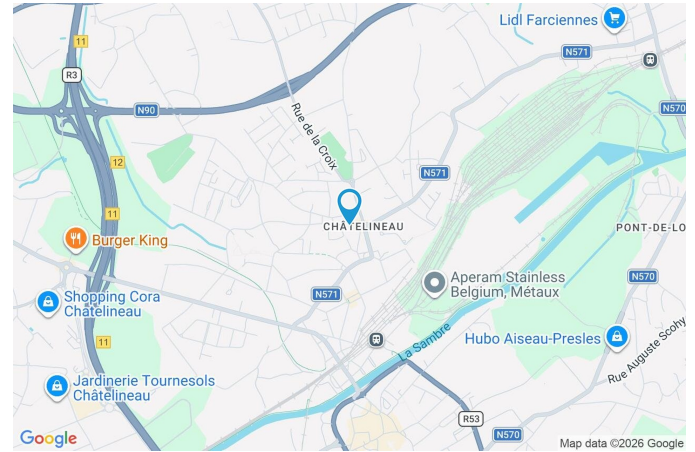 Lidl Farciennes
11
N571
R3
N90
N570
Rue de la Croix
12
N571
11
CHÂTELINEAU
PONT-DE-LO
Burger King
Aperam Stainless
Belgium, Métaux
N570
Shopping Cora
Chatelineau
N571
11
La Sambre
Hubo Aiseau-Presles
Rue Auguste Scohy
Jardinerie Tournesols
Châtelineau
R53
N570
Google
Map data ©2026 Google